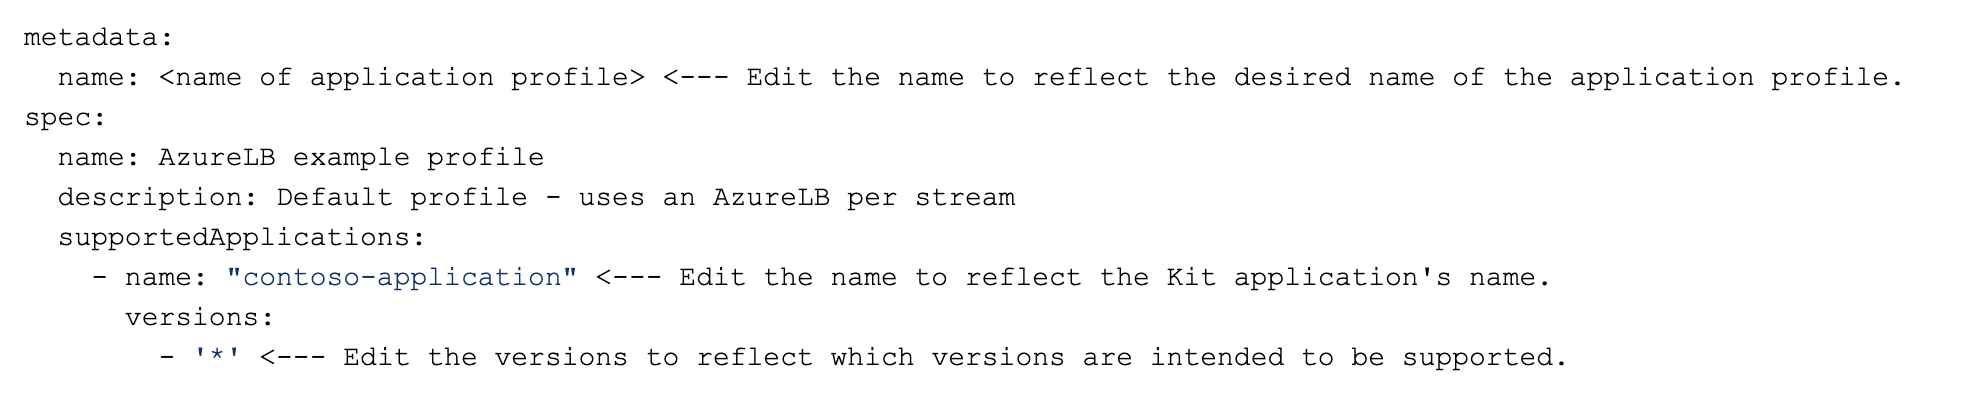 metadata:
  name: <name of application profile> <--- Edit the name to reflect the desired name of the application profile.
spec:
  name: AzureLB example profile
  description: Default profile - uses an AzureLB per stream
  supportedApplications:
    - name: "contoso-application" <--- Edit the name to reflect the Kit application's name.
      versions:
        - '*' <--- Edit the versions to reflect which versions are intended to be supported.